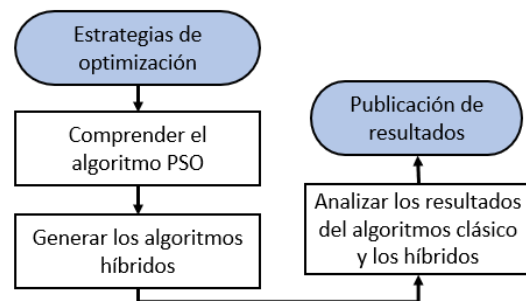 Estrategias de
optimización
Comprender el
algoritmo PSO
Generar los algoritmos
híbridos
Analizar los resultados
del algoritmos clásico
y los híbridos
Publicación de
resultados